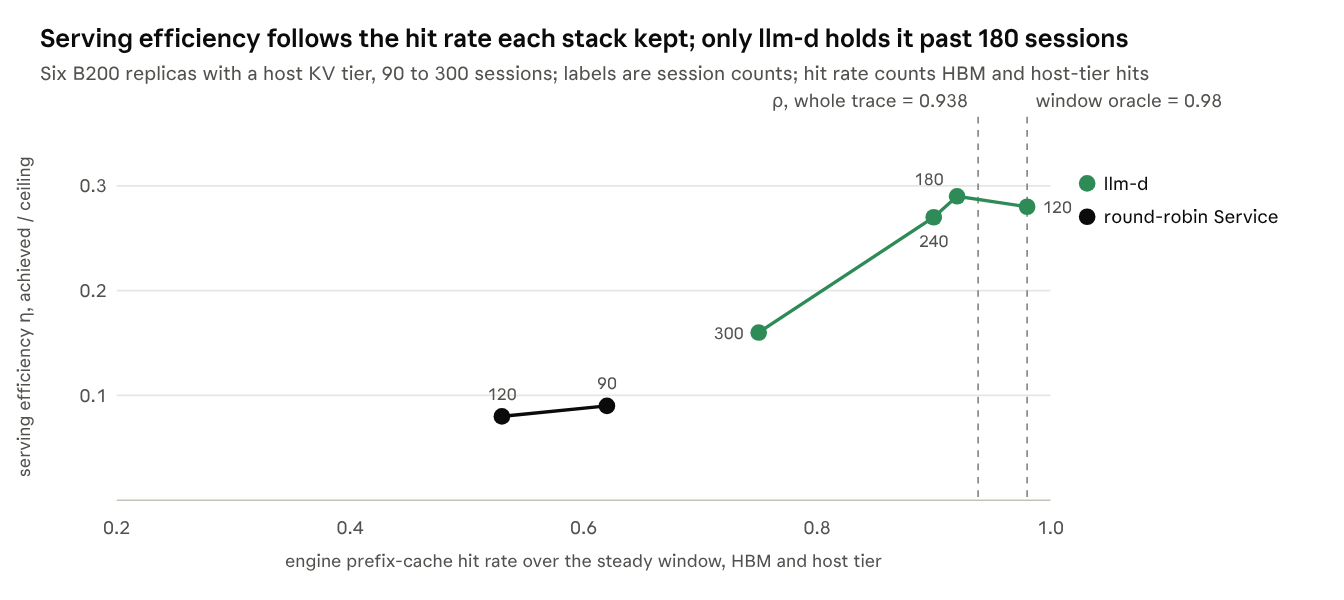 Serving efficiency follows the hit rate each stack kept; only llm-d holds it past 180 sessions
Six B200 replicas with a host KV tier, 90 to 300 sessions; labels are session counts; hit rate counts HBM and host-tier hits
ρ, whole trace = 0.938
window oracle = 0.98
serving efficiency η, achieved / ceiling
0.3
0.2
0.1
180
120
240
300
120
90
llm-d
round-robin Service
0.2
0.4
0.6
0.8
1.0
engine prefix-cache hit rate over the steady window, HBM and host tier